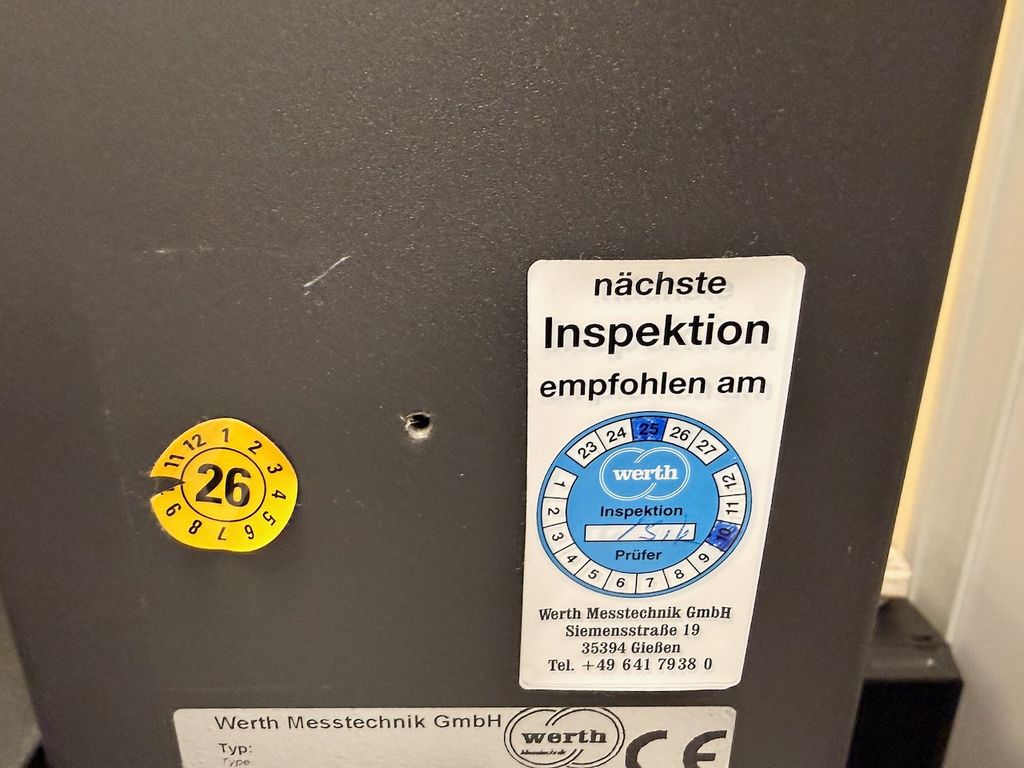 nächste
Inspektion
empfohlen am
23 24 25 26 27
werth
1 2 3 4 5 6 7 8 9 10 11 12
Inspektion
Prüfer
Werth Messtechnik GmbH
Siemensstraße 19
35394 Gießen
Tel. +49 641 7938 0
1 2 3 4 5 6 7 8 9 11 12
26
Werth Messtechnik GmbH
werth
Messtechnik
CE
Typ:
Type